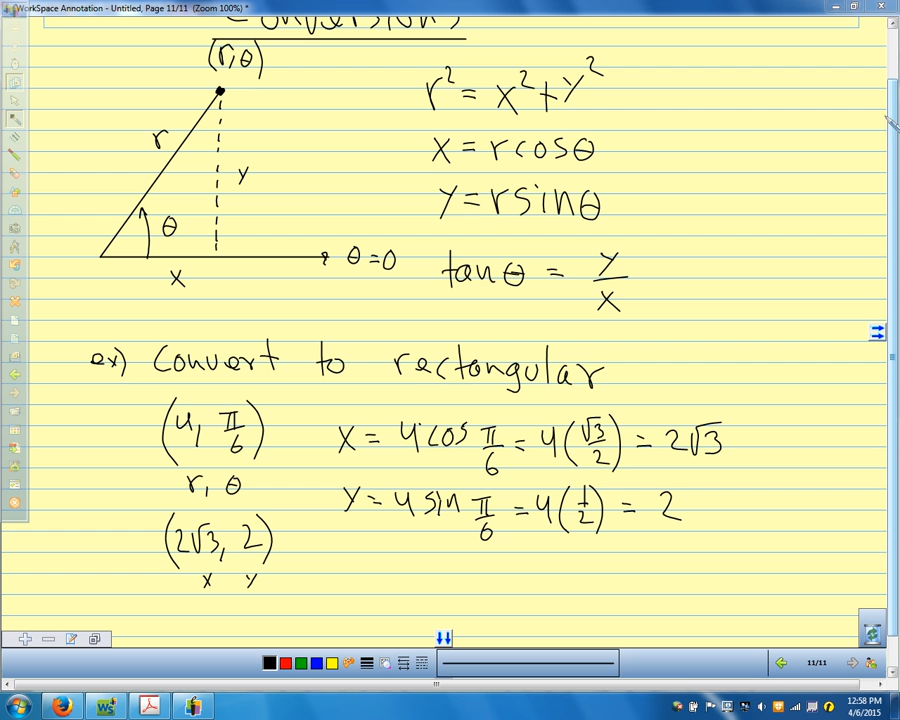 WorkSpace Annotation - Untitled, Page 11/11 (Zoom 100%) *
Conversions
(r, θ)
r
y
θ
x
θ = 0
r² = x² + y²
x = r cos θ
y = r sin θ
tan θ = y/x
ex) Convert to rectangular
(4, π/6)
r, θ
(2√3, 2)
x y
x = 4 cos π/6 = 4(√3/2) = 2√3
y = 4 sin π/6 = 4(1/2) = 2
11/11
12:58 PM
4/6/2015